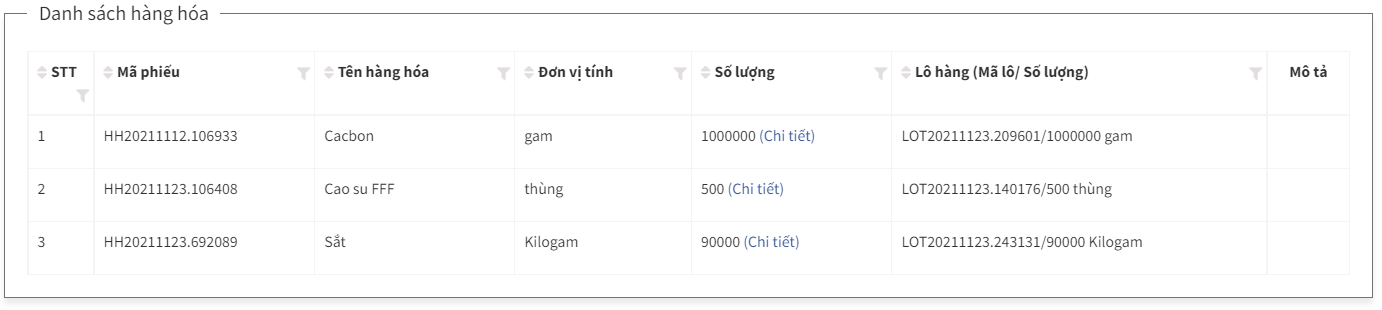 Danh sách hàng hóa
STT Mã phiếu Tên hàng hóa Đơn vị tính Số lượng Lô hàng (Mã lô/ Số lượng) Mô tả
1 HH20211112.106933 Cacbon gam 1000000 (Chi tiết) LOT20211123.209601/1000000 gam
2 HH20211123.106408 Cao su FFF thùng 500 (Chi tiết) LOT20211123.140176/500 thùng
3 HH20211123.692089 Sắt Kilogam 90000 (Chi tiết) LOT20211123.243131/90000 Kilogam